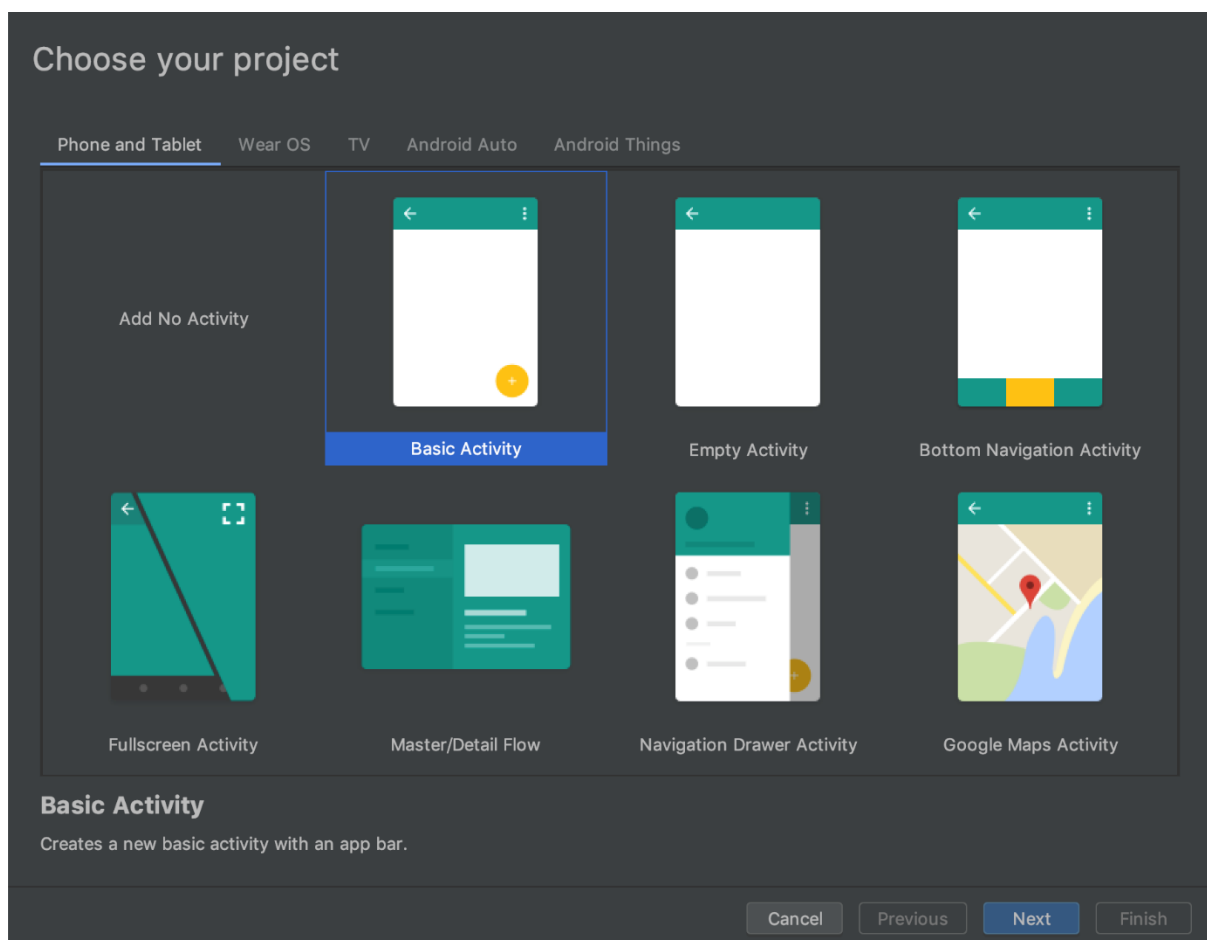 Choose your project
Phone and Tablet Wear OS TV Android Auto Android Things
Add No Activity
Basic Activity Empty Activity Bottom Navigation Activity
Fullscreen Activity Master/Detail Flow Navigation Drawer Activity Google Maps Activity
Basic Activity
Creates a new basic activity with an app bar.
Cancel Previous Next Finish